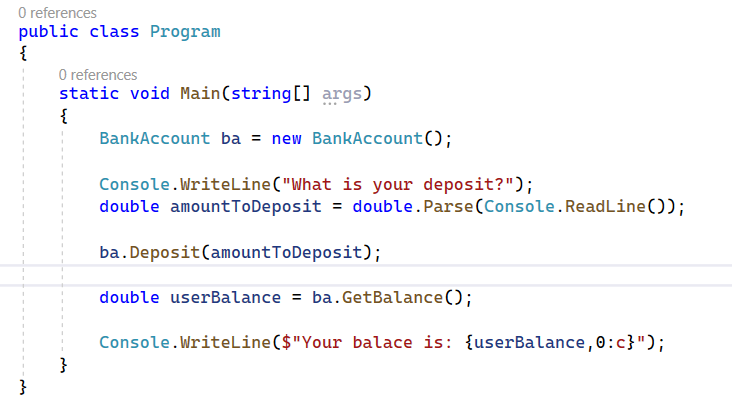 0 references
public class Program
{
0 references
static void Main(string[] args)
{
BankAccount ba = new BankAccount();
Console.WriteLine("What is your deposit?");
double amountToDeposit = double.Parse(Console.ReadLine());
ba.Deposit(amountToDeposit);
double userBalance = ba.GetBalance();
Console.WriteLine($"Your balace is: {userBalance,0:c}");
}
}